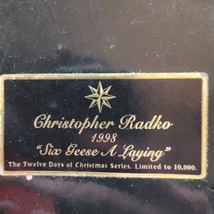 Christopher Radko
1998
"Six Geese A Laying"
The Twelve Days of Christmas Series. Limited to 10,000.